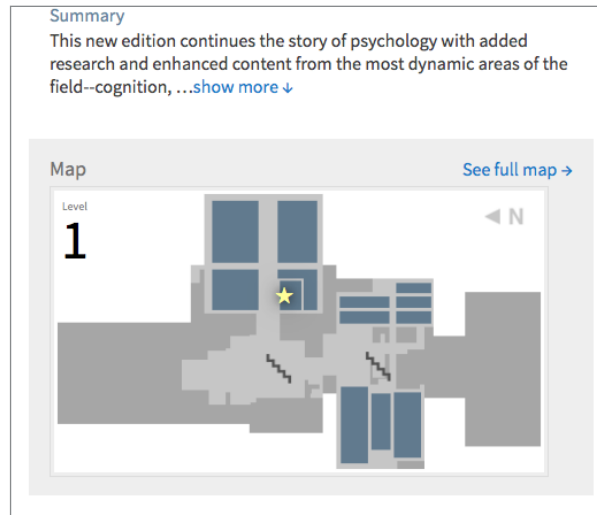 Summary
This new edition continues the story of psychology with added
research and enhanced content from the most dynamic areas of the
field--cognition, …show more ↓
Map
See full map →
Level
1
◀ N